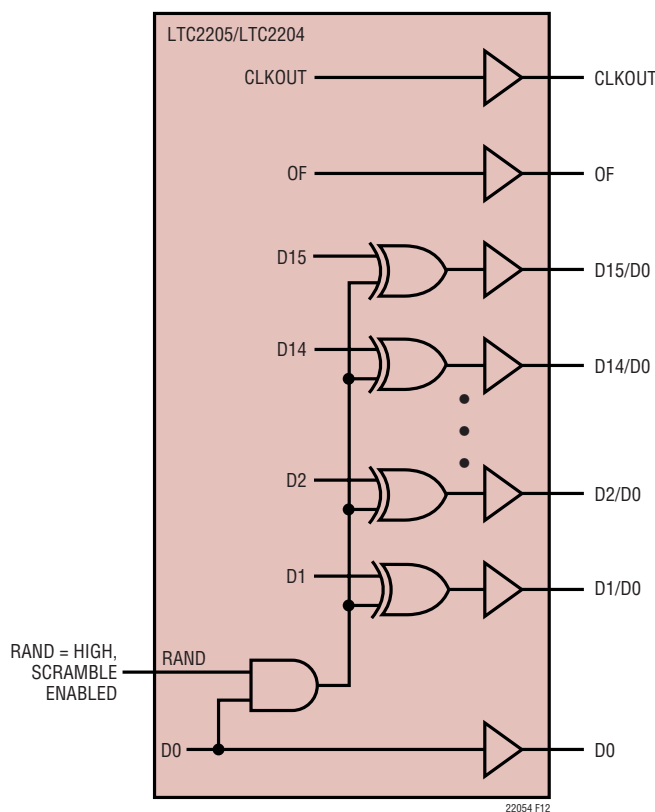 LTC2205/LTC2204
CLKOUT
CLKOUT
OF
OF
D15
D15/D0
D14
D14/D0
D2
D2/D0
D1
D1/D0
RAND = HIGH,
SCRAMBLE
ENABLED
RAND
D0
D0
22054 F12